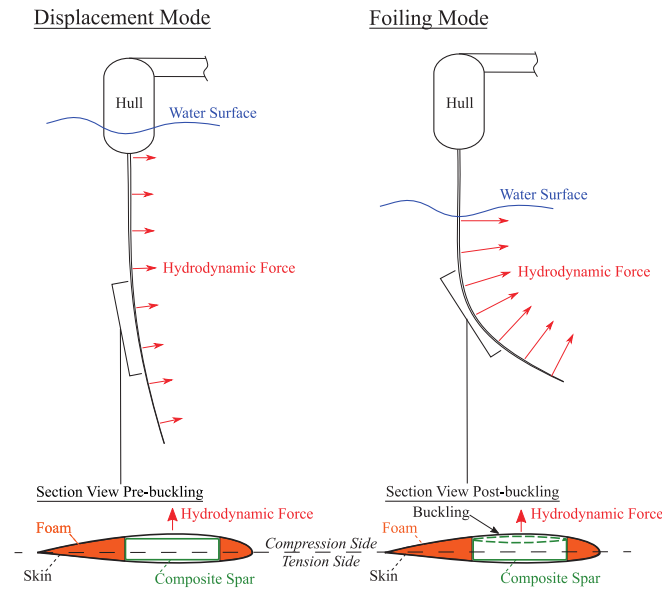 Displacement Mode
Hull
Water Surface
Hydrodynamic Force
Section View Pre-buckling
Hydrodynamic Force
Foam
Skin
Composite Spar
Compression Side
Tension Side
Foiling Mode
Hull
Water Surface
Hydrodynamic Force
Section View Post-buckling
Buckling
Hydrodynamic Force
Foam
Skin
Composite Spar